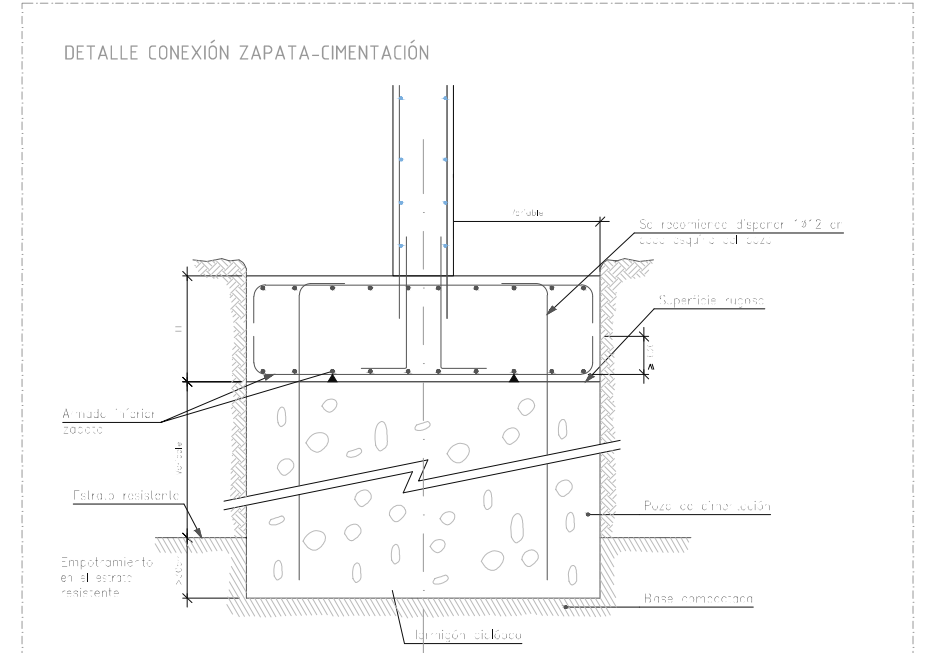 DETALLE CONEXIÓN ZAPATA-CIMENTACIÓN
Variable
Se recomienda disponer 1Ø12 en
cada esquina del pozo
Superficie rugosa
H
Armado inferior
zapata
Variable
Estrato resistente
Pozo de cimentación
Empotramiento
en el estrato
resistente
Base compactada
Hormigón ciclópeo